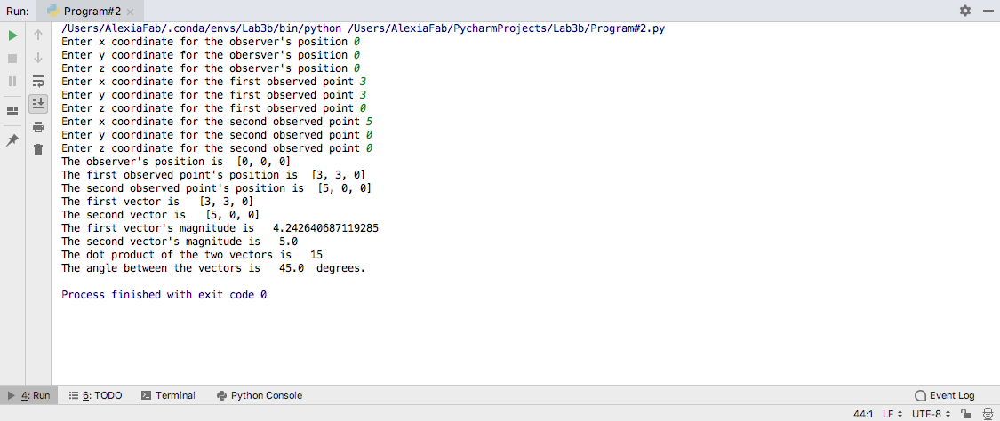 Run: Program#2
/Users/AlexiaFab/.conda/envs/Lab3b/bin/python /Users/AlexiaFab/PycharmProjects/Lab3b/Program#2.py
Enter x coordinate for the observer's position 0
Enter y coordinate for the obersver's position 0
Enter z coordinate for the observer's position 0
Enter x coordinate for the first observed point 3
Enter y coordinate for the first observed point 3
Enter z coordinate for the first observed point 0
Enter x coordinate for the second observed point 5
Enter y coordinate for the second observed point 0
Enter z coordinate for the second observed point 0
The observer's position is  [0, 0, 0]
The first observed point's position is  [3, 3, 0]
The second observed point's position is  [5, 0, 0]
The first vector is   [3, 3, 0]
The second vector is   [5, 0, 0]
The first vector's magnitude is   4.242640687119285
The second vector's magnitude is   5.0
The dot product of the two vectors is   15
The angle between the vectors is   45.0  degrees.
Process finished with exit code 0
4: Run 6: TODO Terminal Python Console Event Log
44:1 LF UTF-8